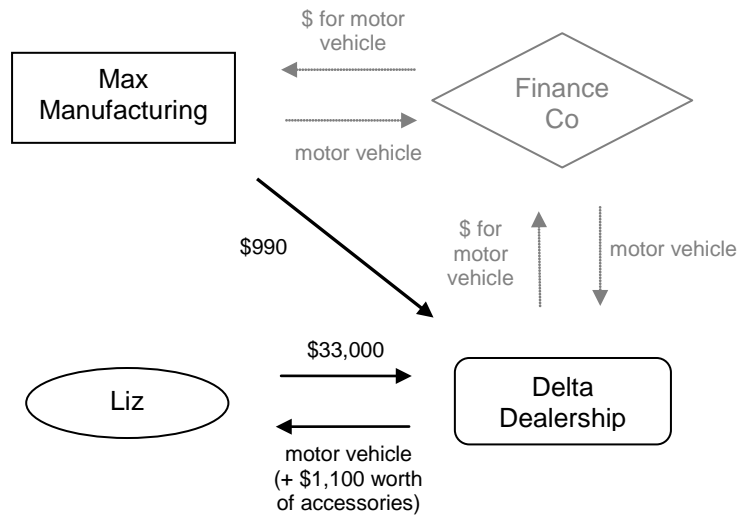 $ for motor
vehicle
Max
Manufacturing
Finance
Co
motor vehicle
$990
$ for
motor
vehicle
motor vehicle
$33,000
Liz
Delta
Dealership
motor vehicle
(+ $1,100 worth
of accessories)